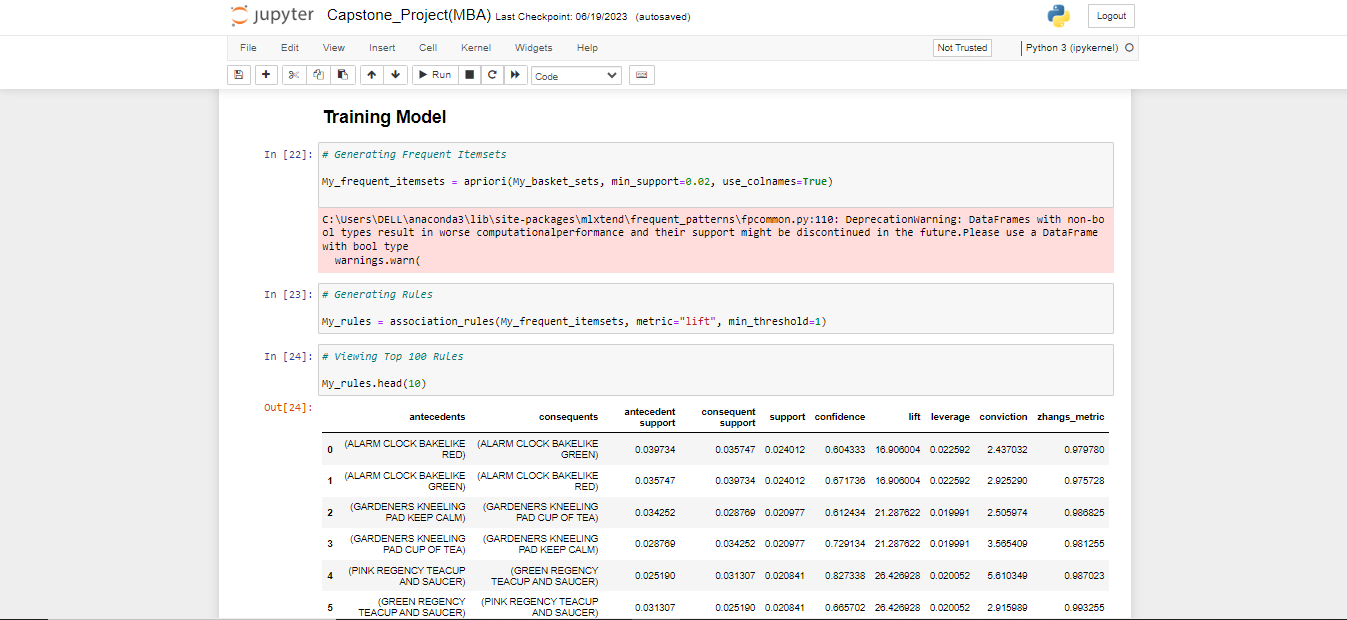 jupyter Capstone_Project(MBA) Last Checkpoint: 06/19/2023 (autosaved)
Logout
File Edit View Insert Cell Kernel Widgets Help
Not Trusted Python 3 (ipykernel)
Run Code
Training Model
In [22]: # Generating Frequent Itemsets
My_frequent_itemsets = apriori(My_basket_sets, min_support=0.02, use_colnames=True)
C:\Users\DELL\anaconda3\lib\site-packages\mlxtend\frequent_patterns\fpcommon.py:110: DeprecationWarning: DataFrames with non-bo
ol types result in worse computationalperformance and their support might be discontinued in the future.Please use a DataFrame
with bool type
warnings.warn(
In [23]: # Generating Rules
My_rules = association_rules(My_frequent_itemsets, metric="lift", min_threshold=1)
In [24]: # Viewing Top 100 Rules
My_rules.head(10)
Out[24]:
antecedents consequents antecedent support consequent support support confidence lift leverage conviction zhangs_metric
0 (ALARM CLOCK BAKELIKE RED) (ALARM CLOCK BAKELIKE GREEN) 0.039734 0.035747 0.024012 0.604333 16.906004 0.022592 2.437032 0.979780
1 (ALARM CLOCK BAKELIKE GREEN) (ALARM CLOCK BAKELIKE RED) 0.035747 0.039734 0.024012 0.671736 16.906004 0.022592 2.925290 0.975728
2 (GARDENERS KNEELING PAD KEEP CALM) (GARDENERS KNEELING PAD CUP OF TEA) 0.034252 0.028769 0.020977 0.612434 21.287622 0.019991 2.505974 0.986825
3 (GARDENERS KNEELING PAD CUP OF TEA) (GARDENERS KNEELING PAD KEEP CALM) 0.028769 0.034252 0.020977 0.729134 21.287622 0.019991 3.565409 0.981255
4 (PINK REGENCY TEACUP AND SAUCER) (GREEN REGENCY TEACUP AND SAUCER) 0.025190 0.031307 0.020841 0.827338 26.426928 0.020052 5.610349 0.987023
5 (GREEN REGENCY TEACUP AND SAUCER) (PINK REGENCY TEACUP AND SAUCER) 0.031307 0.025190 0.020841 0.665702 26.426928 0.020052 2.915989 0.993255